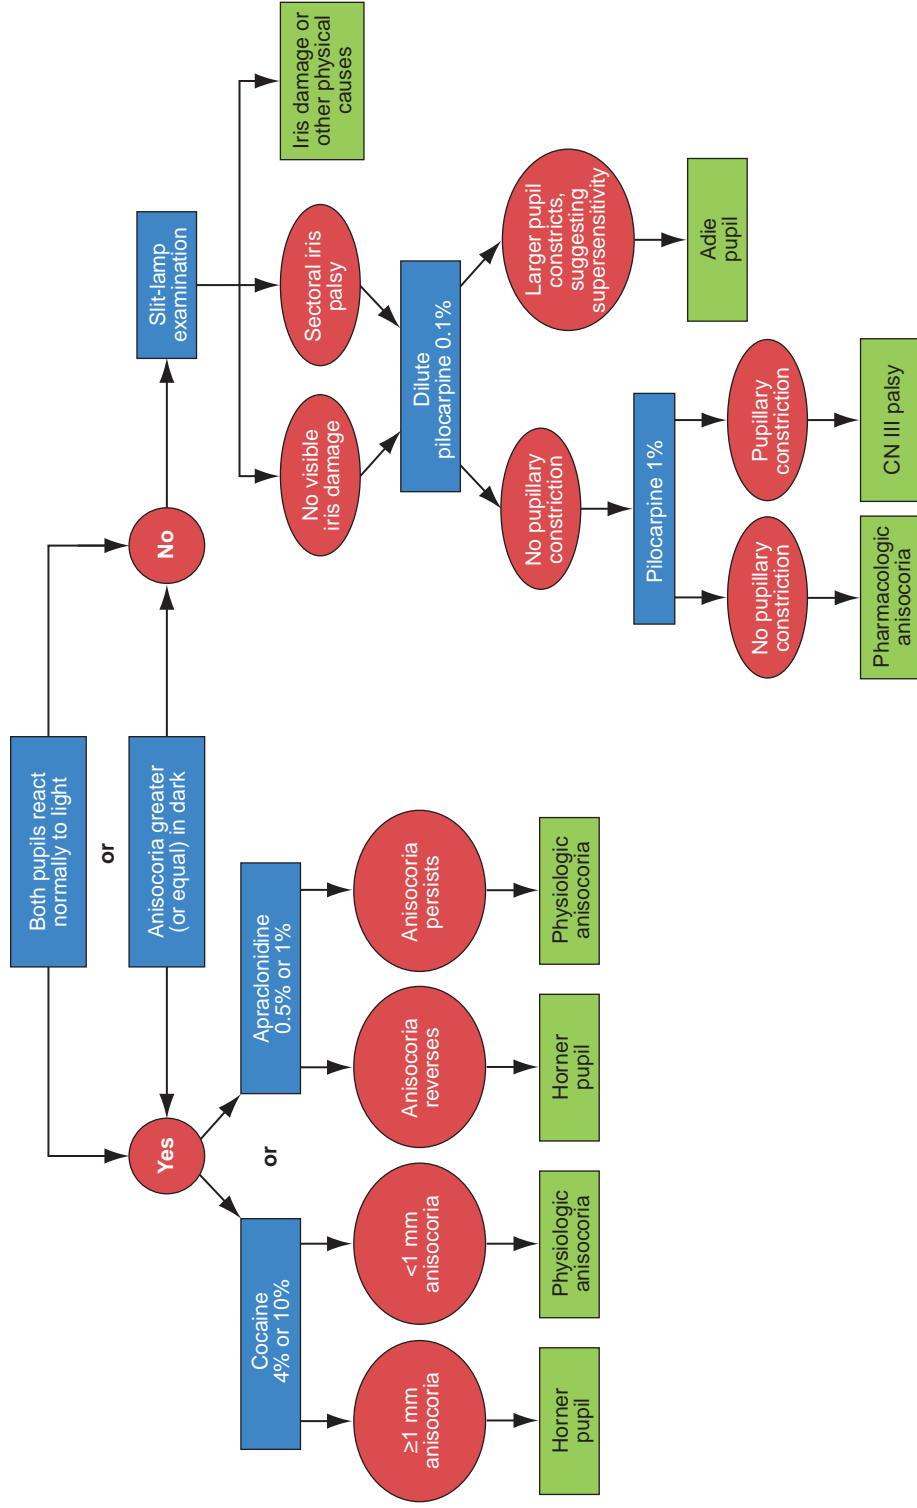 Both pupils react
normally to light
or
Anisocoria greater
(or equal) in dark
Yes
No
Cocaine
4% or 10%
or
Apraclonidine
0.5% or 1%
≥1 mm
anisocoria
<1 mm
anisocoria
Anisocoria
reverses
Anisocoria
persists
Horner
pupil
Physiologic
anisocoria
Horner
pupil
Physiologic
anisocoria
Slit-lamp
examination
No visible
iris damage
Sectoral iris
palsy
Iris damage or
other physical
causes
Dilute
pilocarpine 0.1%
No pupillary
constriction
Larger pupil
constricts,
suggesting
supersensitivity
Pilocarpine 1%
Adie
pupil
No pupillary
constriction
Pupillary
constriction
Pharmacologic
anisocoria
CN III palsy